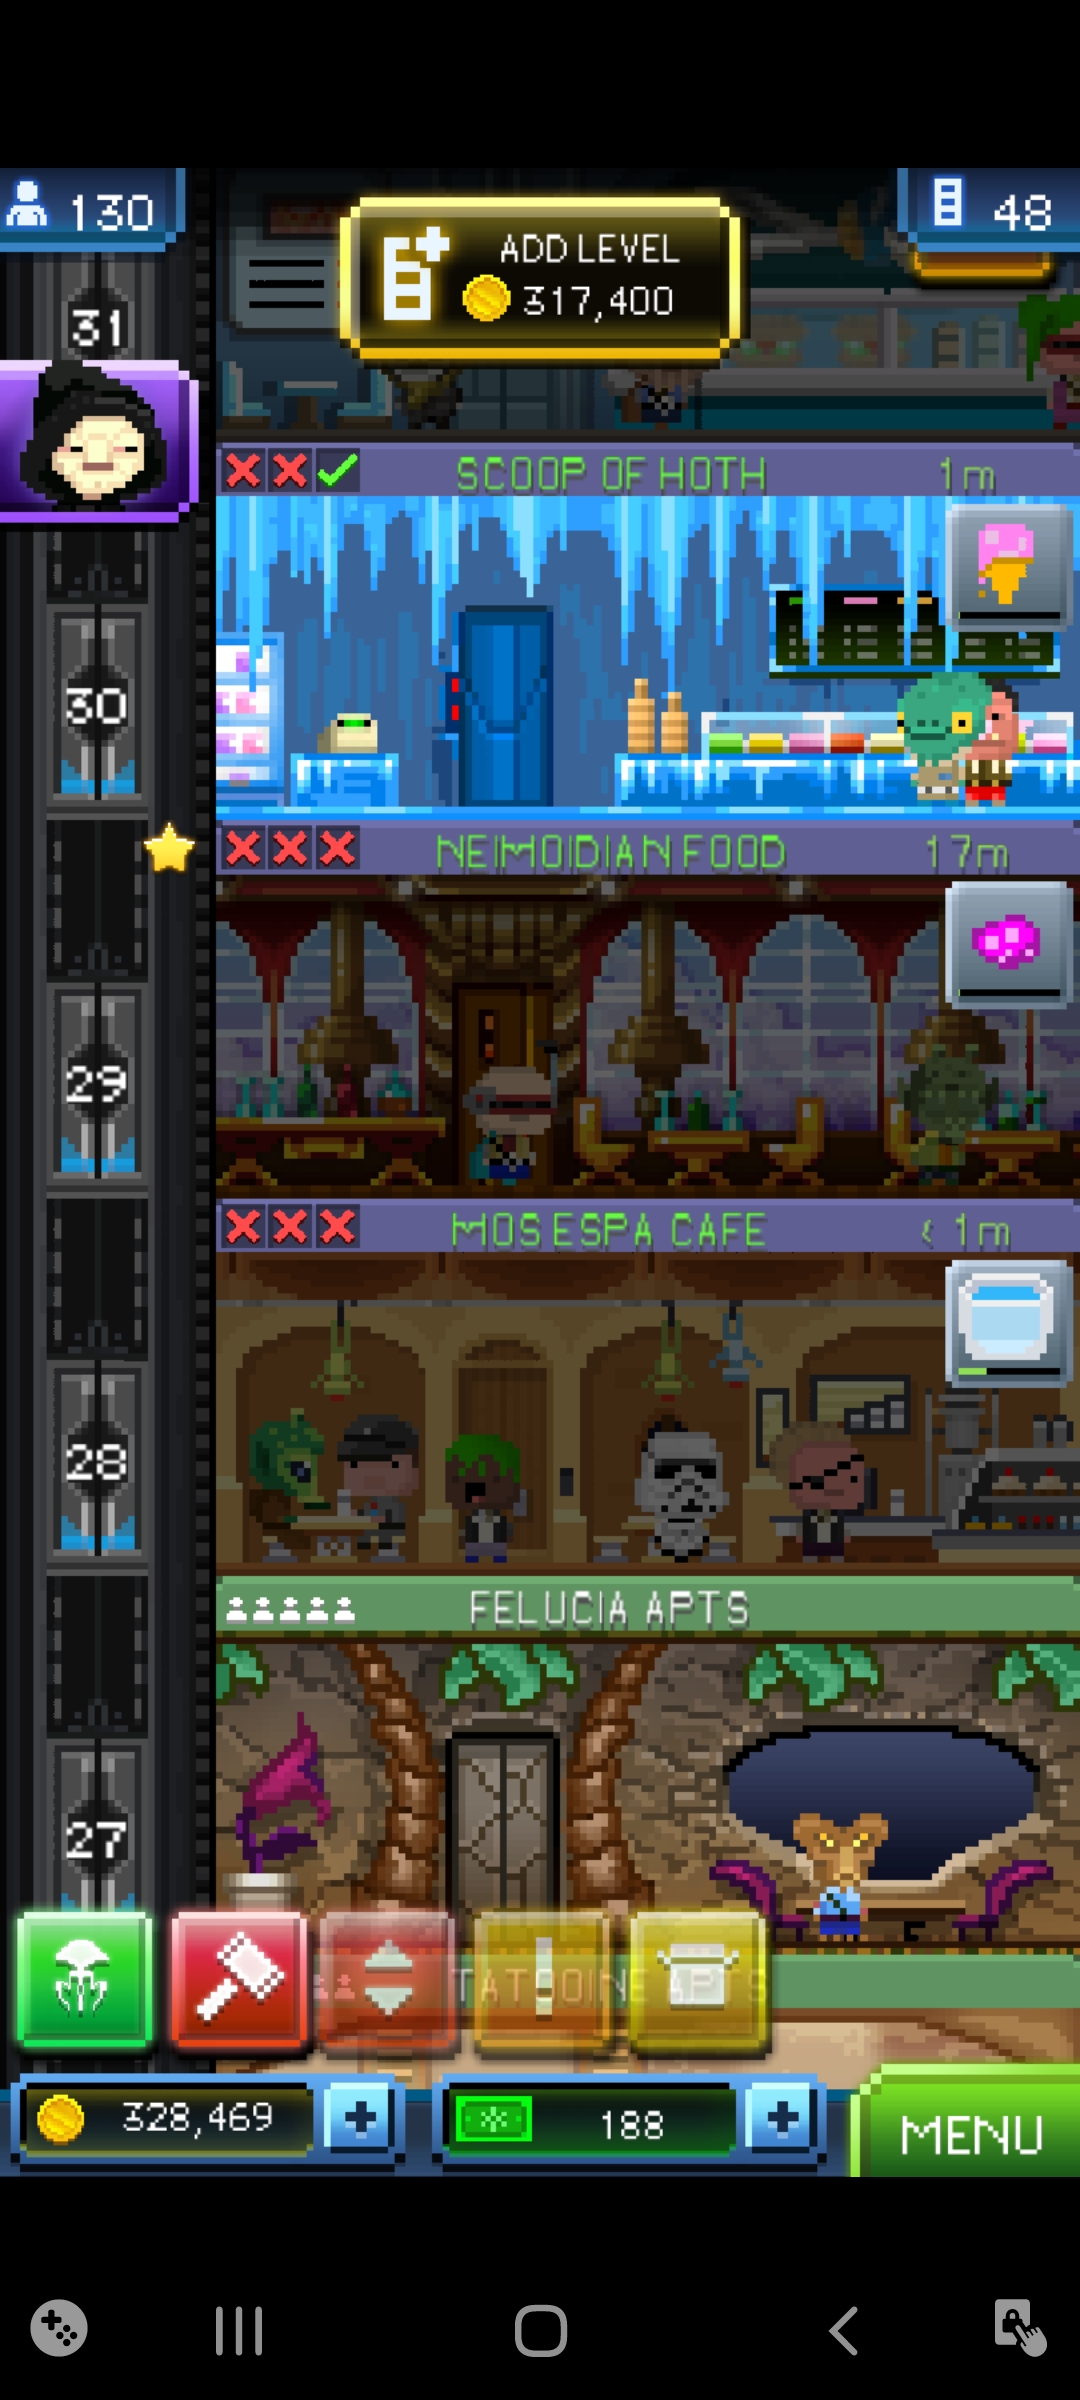 130
48
ADD LEVEL
317,400
31
SCOOP OF HOTH 1m
30
NEIMOIDIAN FOOD 17m
29
MOS ESPA CAFE < 1m
28
FELUCIA APTS
27
TATOOINE APTS
328,469
188
MENU